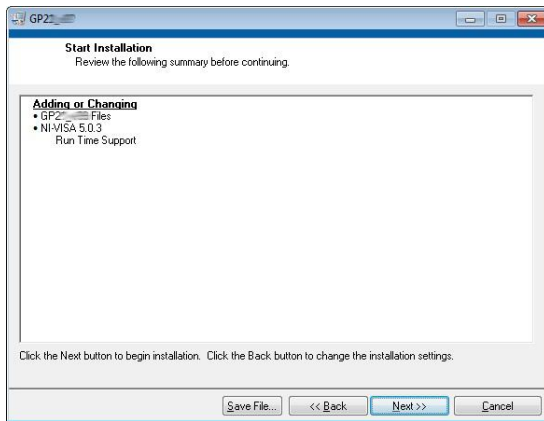 Start Installation
Review the following summary before continuing.
Adding or Changing
• Files
• NI-VISA 5.0.3
Run Time Support
Click the Next button to begin installation. Click the Back button to change the installation settings.
Save File... << Back Next >> Cancel